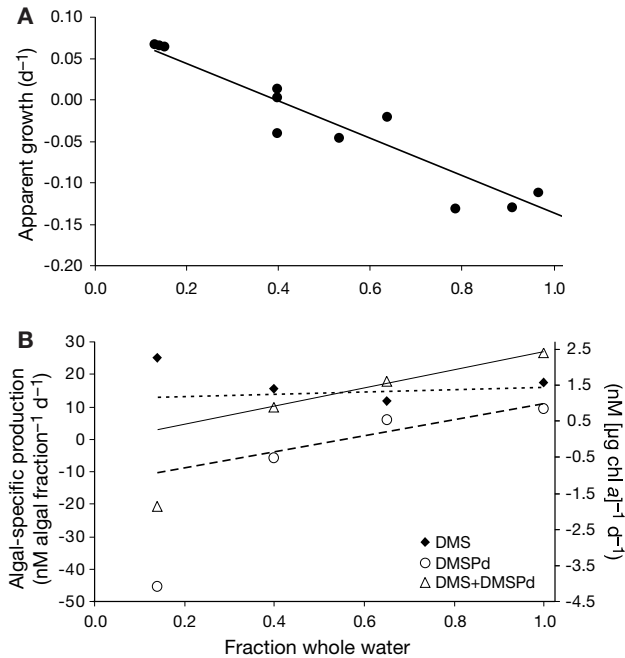 A
0.10
0.05
0.00
-0.05
-0.10
-0.15
-0.20
Apparent growth (d⁻¹)
0.0 0.2 0.4 0.6 0.8 1.0
B
30
20
10
0
-10
-20
-30
-40
-50
Algal-specific production
(nM algal fraction⁻¹ d⁻¹)
2.5
1.5
0.5
-0.5
-1.5
-2.5
-3.5
-4.5
(nM [µg chl a]⁻¹ d⁻¹)
DMS
DMSPd
DMS+DMSPd
0.0 0.2 0.4 0.6 0.8 1.0
Fraction whole water